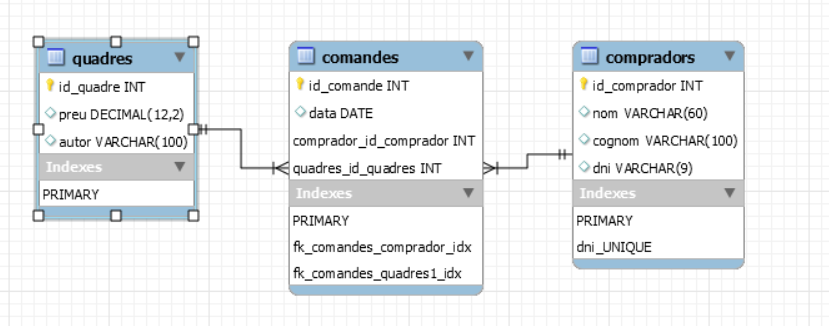 quadres
id_quadre INT
preu DECIMAL(12,2)
autor VARCHAR(100)
Indexes
PRIMARY
comandes
id_comande INT
data DATE
comprador_id_comprador INT
quadres_id_quadres INT
Indexes
PRIMARY
fk_comandes_comprador_idx
fk_comandes_quadres1_idx
compradors
id_comprador INT
nom VARCHAR(60)
cognom VARCHAR(100)
dni VARCHAR(9)
Indexes
PRIMARY
dni_UNIQUE